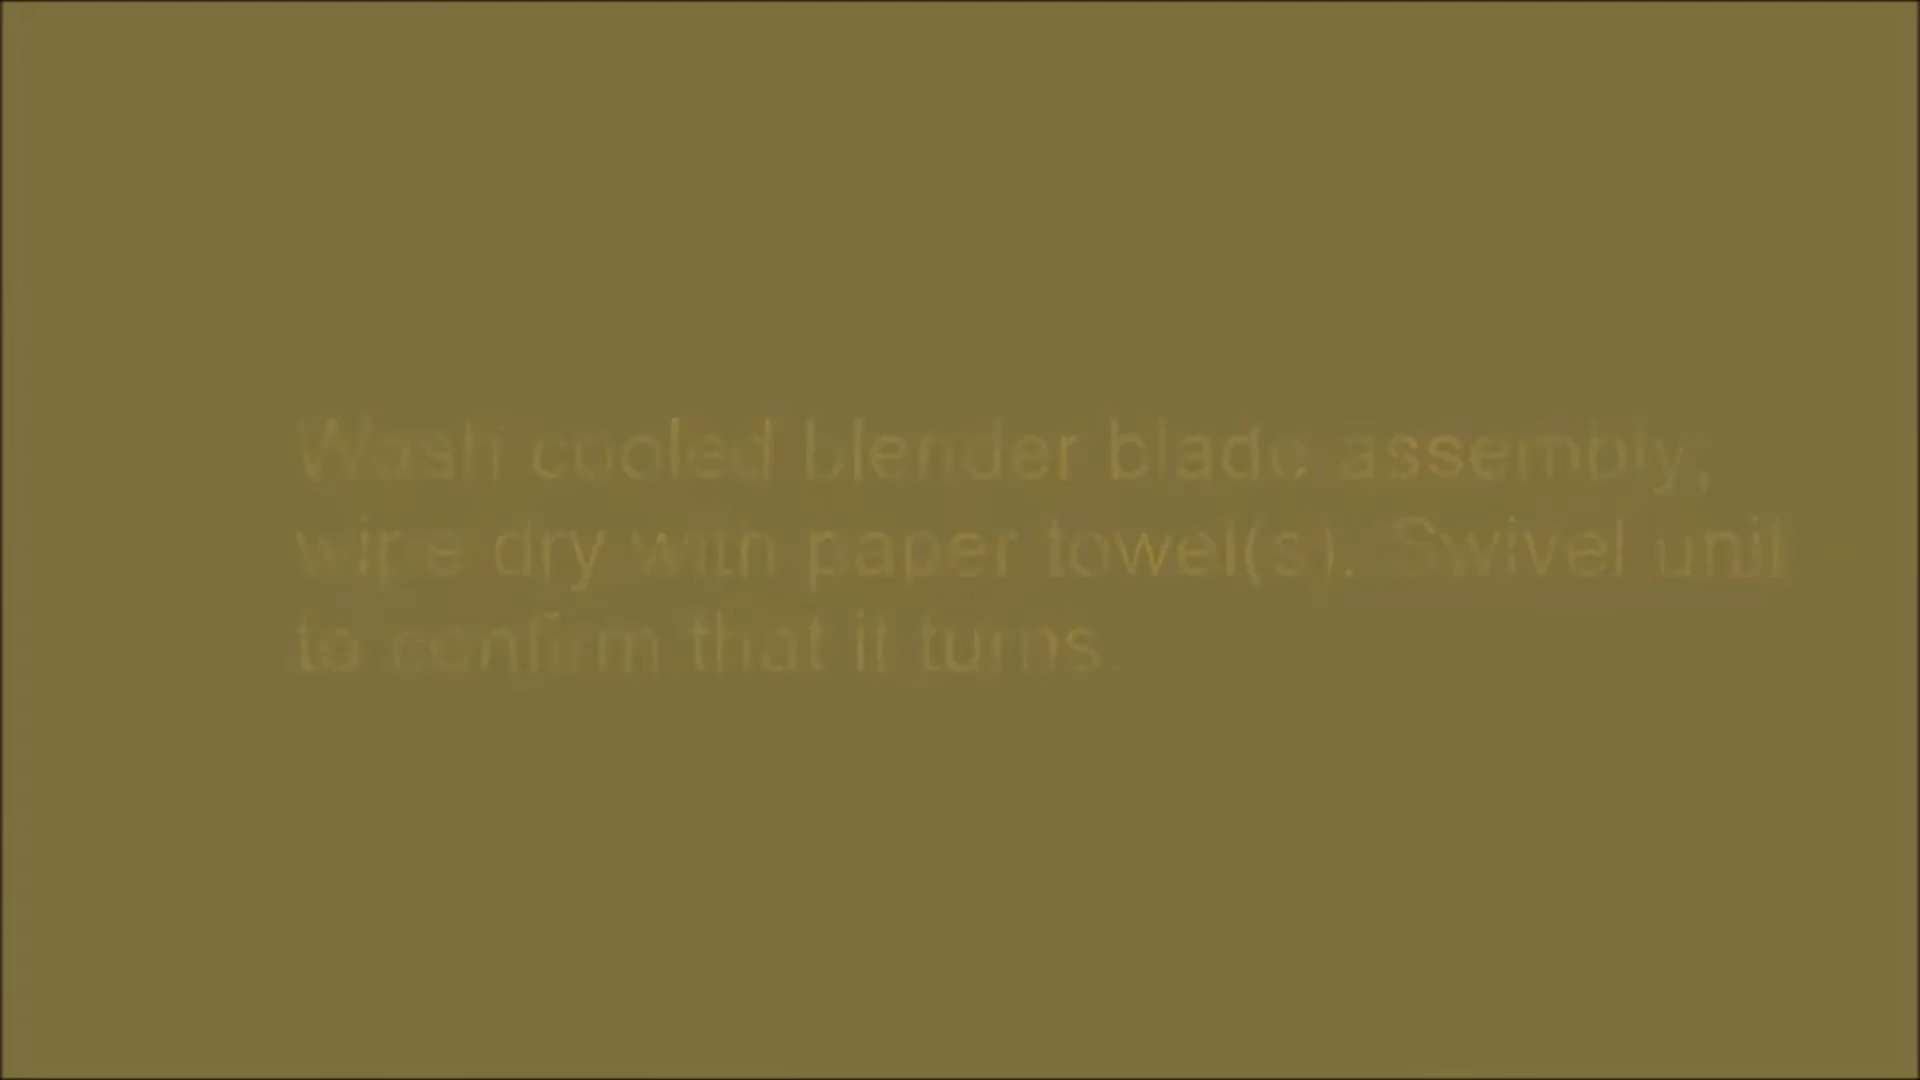 Wash cooled blender blade assembly,
wipe dry with paper towel(s). Swivel unit
to confirm that it turns.